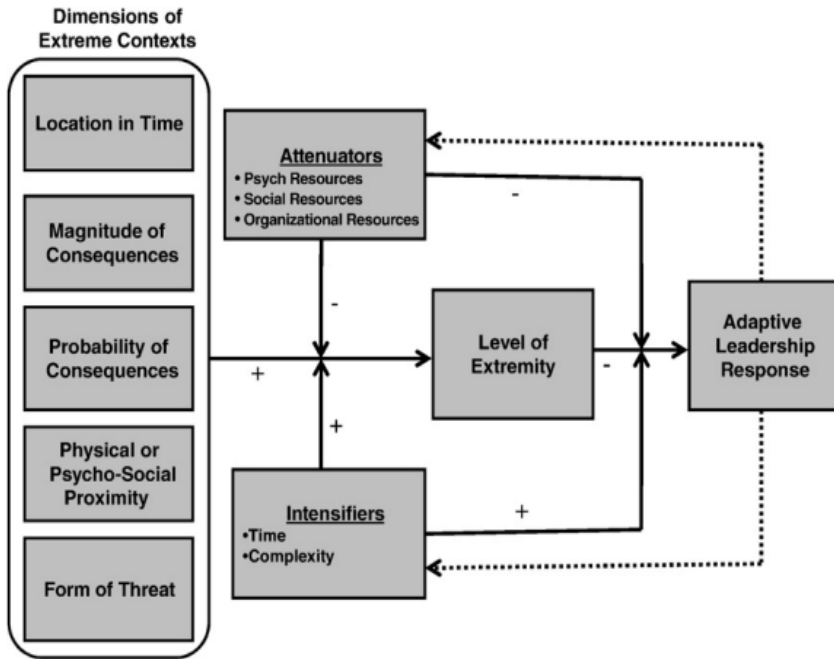 Dimensions of
Extreme Contexts
Location in Time
Magnitude of
Consequences
Probability of
Consequences
Physical or
Psycho-Social
Proximity
Form of Threat
Attenuators
• Psych Resources
• Social Resources
• Organizational Resources
-
-
+
Level of
Extremity
-
Adaptive
Leadership
Response
+
Intensifiers
•Time
•Complexity
+